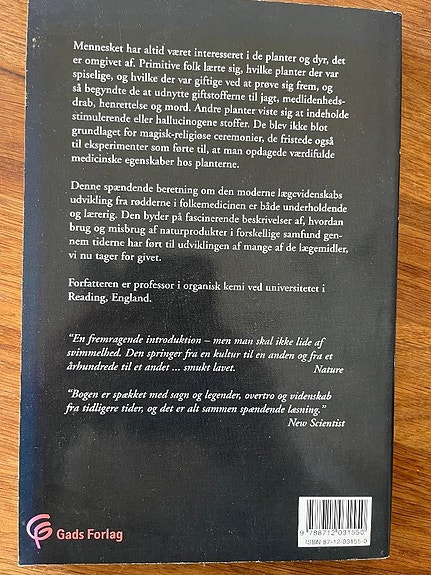 Mennesket har altid været interesseret i de planter og dyr, det
er omgivet af. Primitive folk lærte sig, hvilke planter der var
spiselige, og hvilke der var giftige ved at prøve sig frem, og
så begyndte de at udnytte giftstofferne til jagt, medlidenheds-
drab, henrettelse og mord. Andre planter viste sig at indeholde
stimulerende eller hallucinogene stoffer. De blev ikke blot
grundlaget for magisk-religiøse ceremonier, de fristede også
til eksperimenter som førte til, at man opdagede værdifulde
medicinske egenskaber hos planterne.
Denne spændende beretning om den moderne lægevidenskabs
udvikling fra rødderne i folkemedicinen er både underholdende
og lærerig. Den byder på fascinerende beskrivelser af, hvordan
brug og misbrug af naturprodukter i forskellige samfund gen-
nem tiderne har ført til udviklingen af mange af de lægemidler,
vi nu tager for givet.
Forfatteren er professor i organisk kemi ved universitetet i
Reading, England.
"En fremragende introduktion – men man skal ikke lide af
svimmelhed. Den springer fra en kultur til en anden og fra et
århundrede til et andet ... smukt lavet. Nature
"Bogen er spækket med sagn og legender, overtro og videnskab
fra tidligere tider, og det er alt sammen spændende læsning."
New Scientist
Gads Forlag
9 788712 031550
ISBN 87-12-03155-0